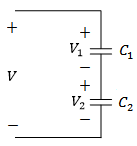 + +
V₁ C₁
−
V +
V₂ C₂
− −